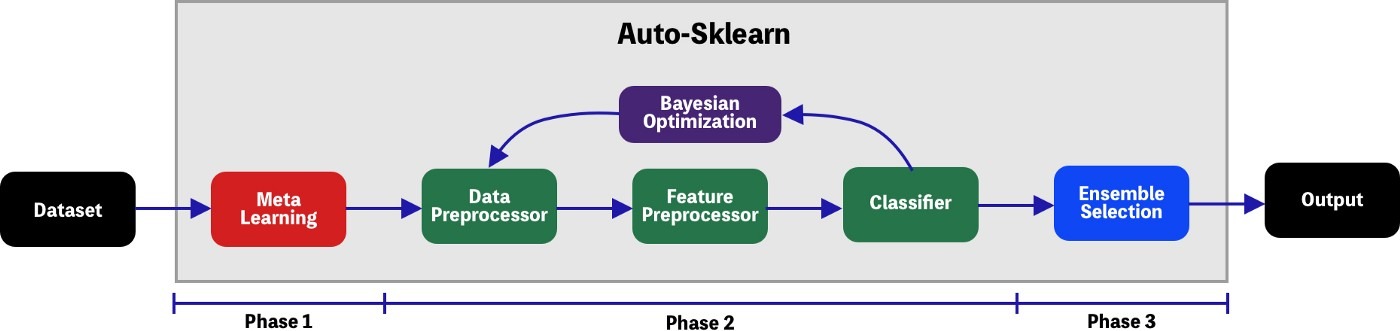 Auto-Sklearn
Bayesian
Optimization
Dataset
Meta
Learning
Data
Preprocessor
Feature
Preprocessor
Classifier
Ensemble
Selection
Output
Phase 1
Phase 2
Phase 3